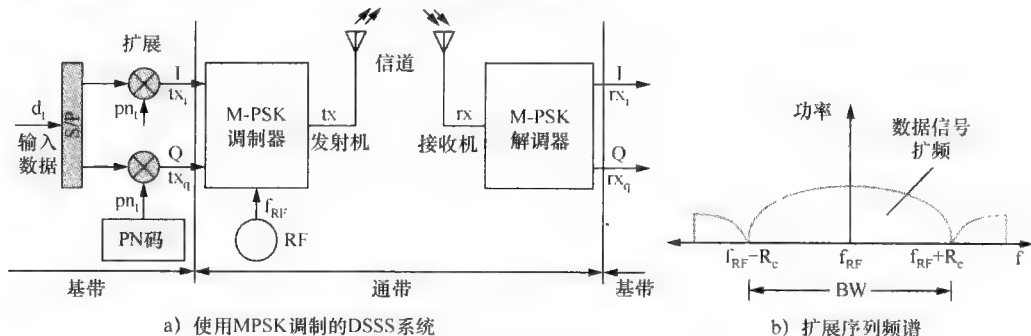 扩展
I
tx_i
pn_t
d_t
输入
数据
S/P
Q
tx_q
pn_t
PN码
M-PSK
调制器
f_RF
RF
tx
发射机
信道
rx
接收机
M-PSK
解调器
I
rx_i
Q
rx_q
基带
通带
基带
a) 使用MPSK调制的DSSS系统
功率
数据信号
扩频
f_RF−R_c
f_RF
f_RF+R_c
f
BW
b) 扩展序列频谱